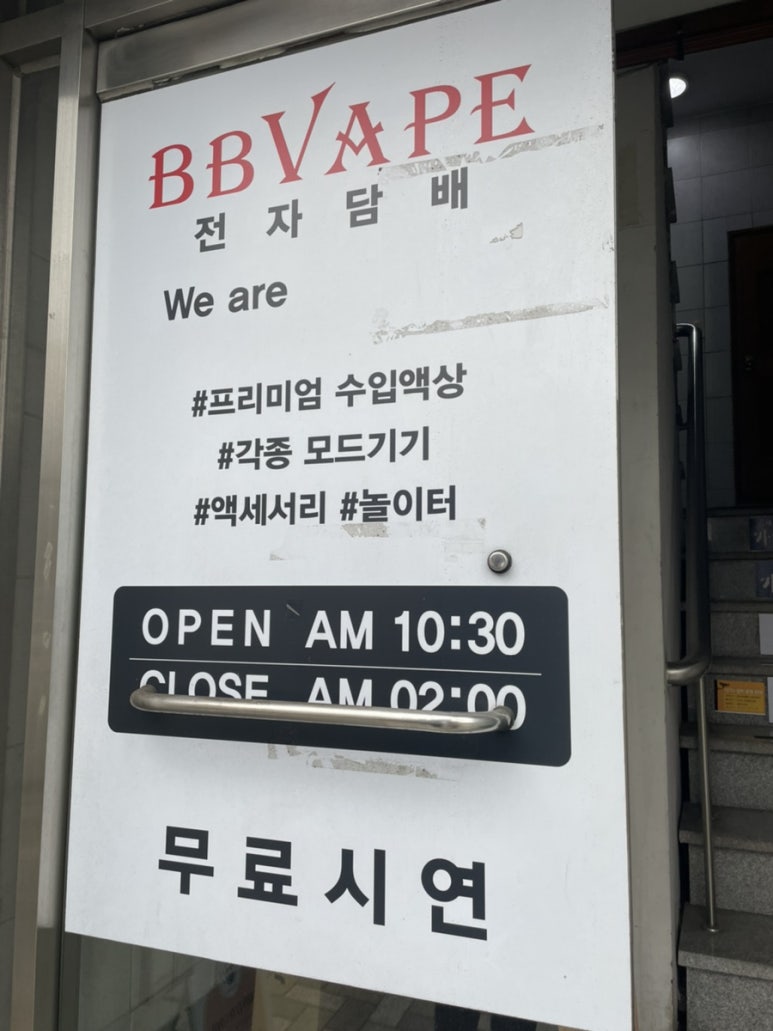 BBVAPE
전자담배
We are
#프리미엄 수입액상
#각종 모드기기
#액세서리 #놀이터
OPEN AM 10:30
CLOSE AM 02:00
무료시연